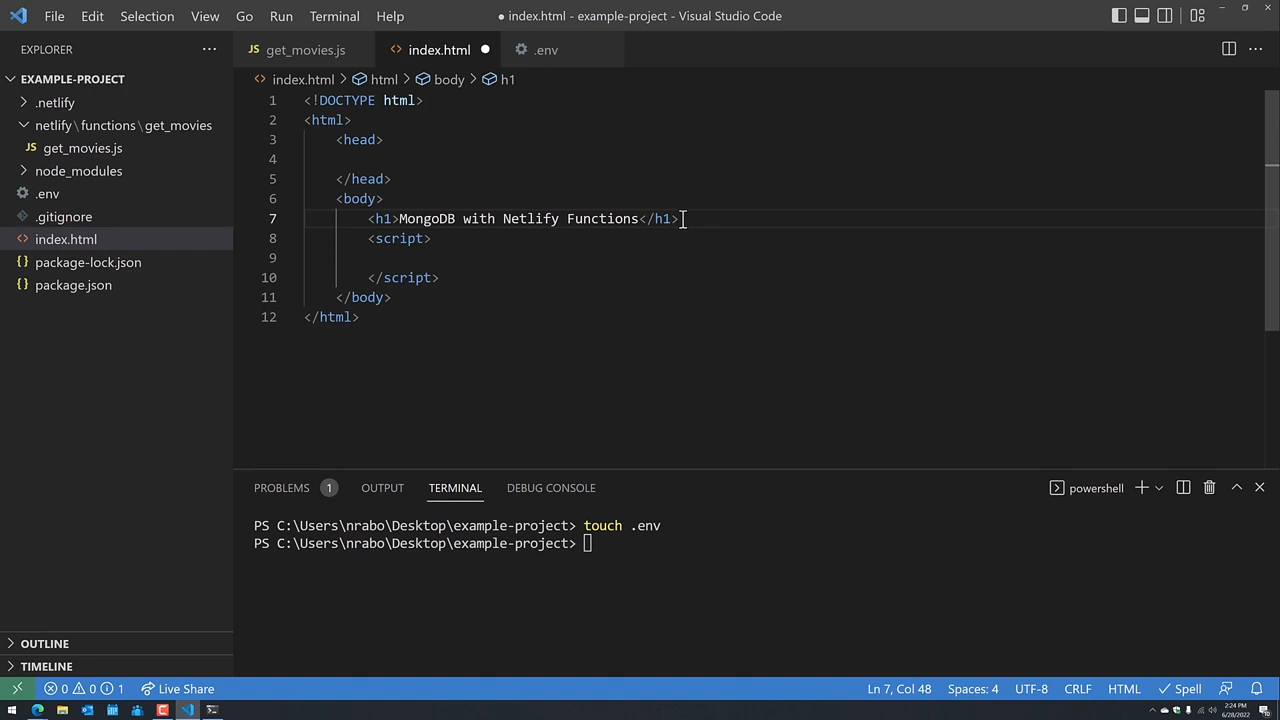 File Edit Selection View Go Run Terminal Help ● index.html - example-project - Visual Studio Code
EXPLORER ···
JS get_movies.js <> index.html ● .env ···
EXAMPLE-PROJECT
index.html > html > body > h1
.netlify
netlify\functions\get_movies
JS get_movies.js
node_modules
.env
.gitignore
<> index.html
{} package-lock.json
{} package.json
1 <!DOCTYPE html>
2 <html>
3 <head>
4
5 </head>
6 <body>
7 <h1>MongoDB with Netlify Functions</h1>
8 <script>
9
10 </script>
11 </body>
12 </html>
PROBLEMS 1 OUTPUT TERMINAL DEBUG CONSOLE powershell
PS C:\Users\nrabo\Desktop\example-project> touch .env
PS C:\Users\nrabo\Desktop\example-project>
OUTLINE
TIMELINE
0 0 1 Live Share Ln 7, Col 48 Spaces: 4 UTF-8 CRLF HTML Spell
2:24 PM
6/28/2022